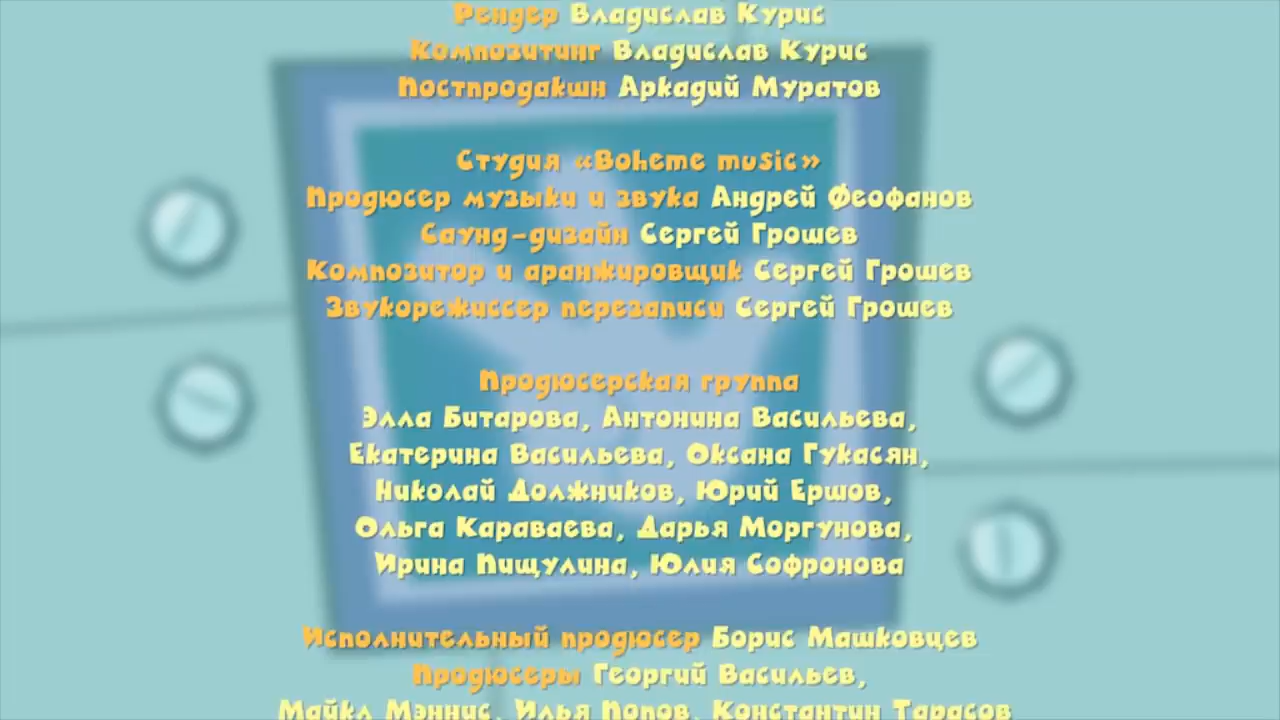 Рендер Владислав Курис
Композитинг Владислав Курис
Постпродакшн Аркадий Муратов
Студия «Boheme music»
Продюсер музыки и звука Андрей Феофанов
Саунд-дизайн Сергей Грошев
Композитор и аранжировщик Сергей Грошев
Звукорежиссер перезаписи Сергей Грошев
Продюсерская группа
Элла Битарова, Антонина Васильева,
Екатерина Васильева, Оксана Гукасян,
Николай Должников, Юрий Ершов,
Ольга Караваева, Дарья Моргунова,
Ирина Пищулина, Юлия Софронова
Исполнительный продюсер Борис Машковцев
Продюсеры Георгий Васильев,
Майкл Мэннис, Илья Попов, Константин Тарасов